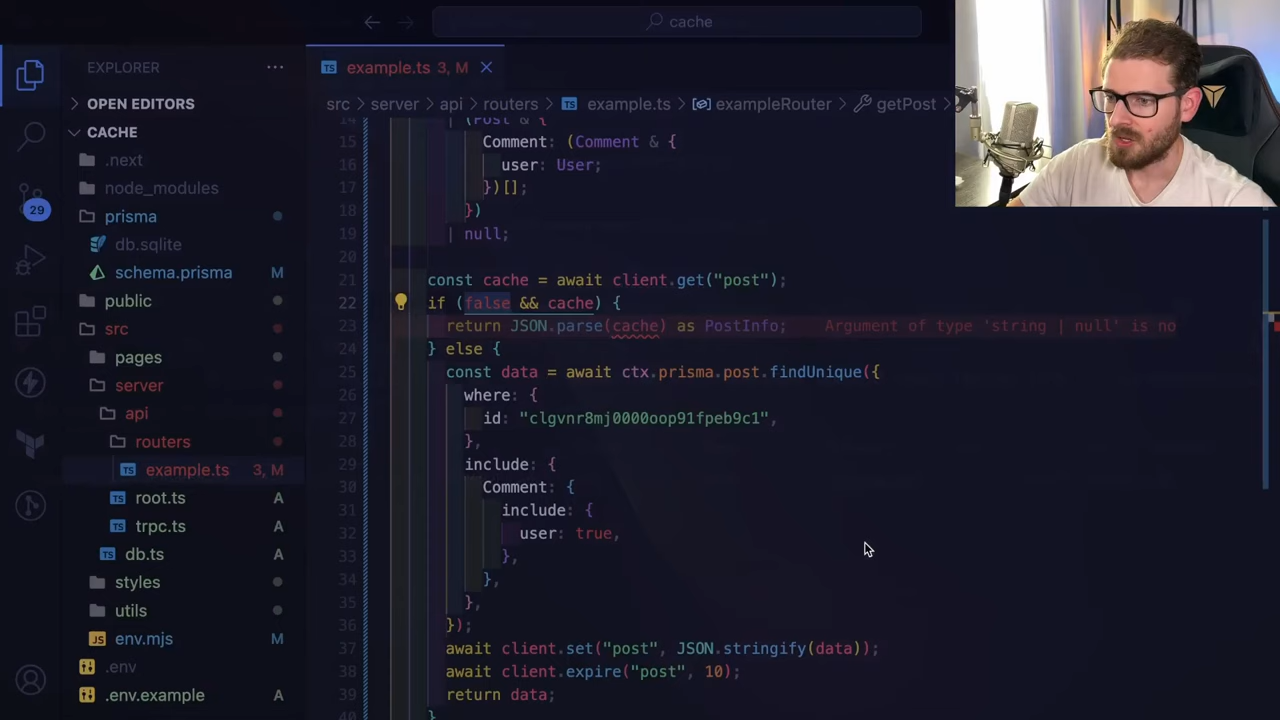 cache
EXPLORER
example.ts 3, M
OPEN EDITORS
CACHE
.next
node_modules
prisma
db.sqlite
schema.prisma M
public
src
pages
server
api
routers
example.ts 3, M
root.ts A
trpc.ts A
db.ts A
styles
utils
env.mjs M
.env
.env.example A
29
src > server > api > routers > example.ts > exampleRouter > getPost >
14 | (Post & {
15 Comment: (Comment & {
16 user: User;
17 })[];
18 })
19 | null;
20
21 const cache = await client.get("post");
22 if (false && cache) {
23 return JSON.parse(cache) as PostInfo; Argument of type 'string | null' is no
24 } else {
25 const data = await ctx.prisma.post.findUnique({
26 where: {
27 id: "clgvnr8mj0000oop91fpeb9c1",
28 },
29 include: {
30 Comment: {
31 include: {
32 user: true,
33 },
34 },
35 },
36 });
37 await client.set("post", JSON.stringify(data));
38 await client.expire("post", 10);
39 return data;
40 }